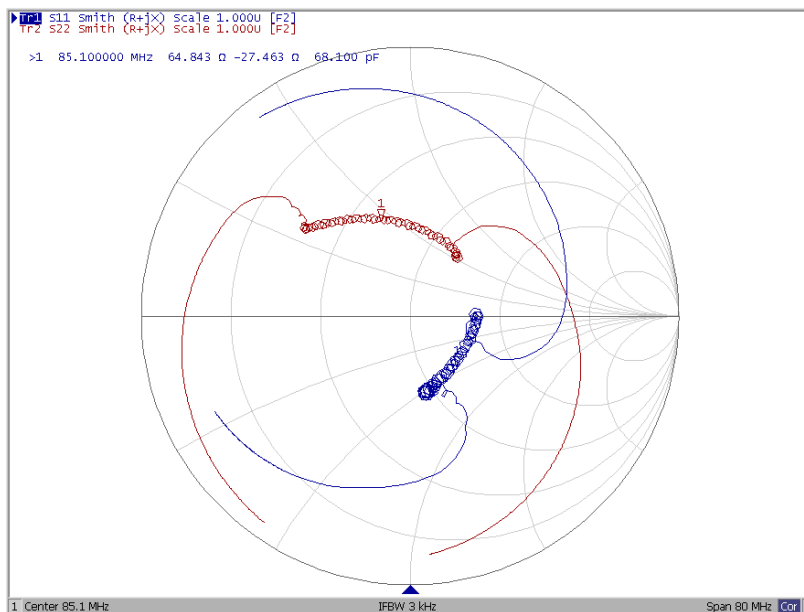 Tr1 S11 Smith (R+jX) Scale 1.000U [F2]
Tr2 S22 Smith (R+jX) Scale 1.000U [F2]
>1 85.100000 MHz 64.843 Ω -27.463 Ω 68.100 pF
1
1
1 Center 85.1 MHz IFBW 3 kHz Span 80 MHz Cor